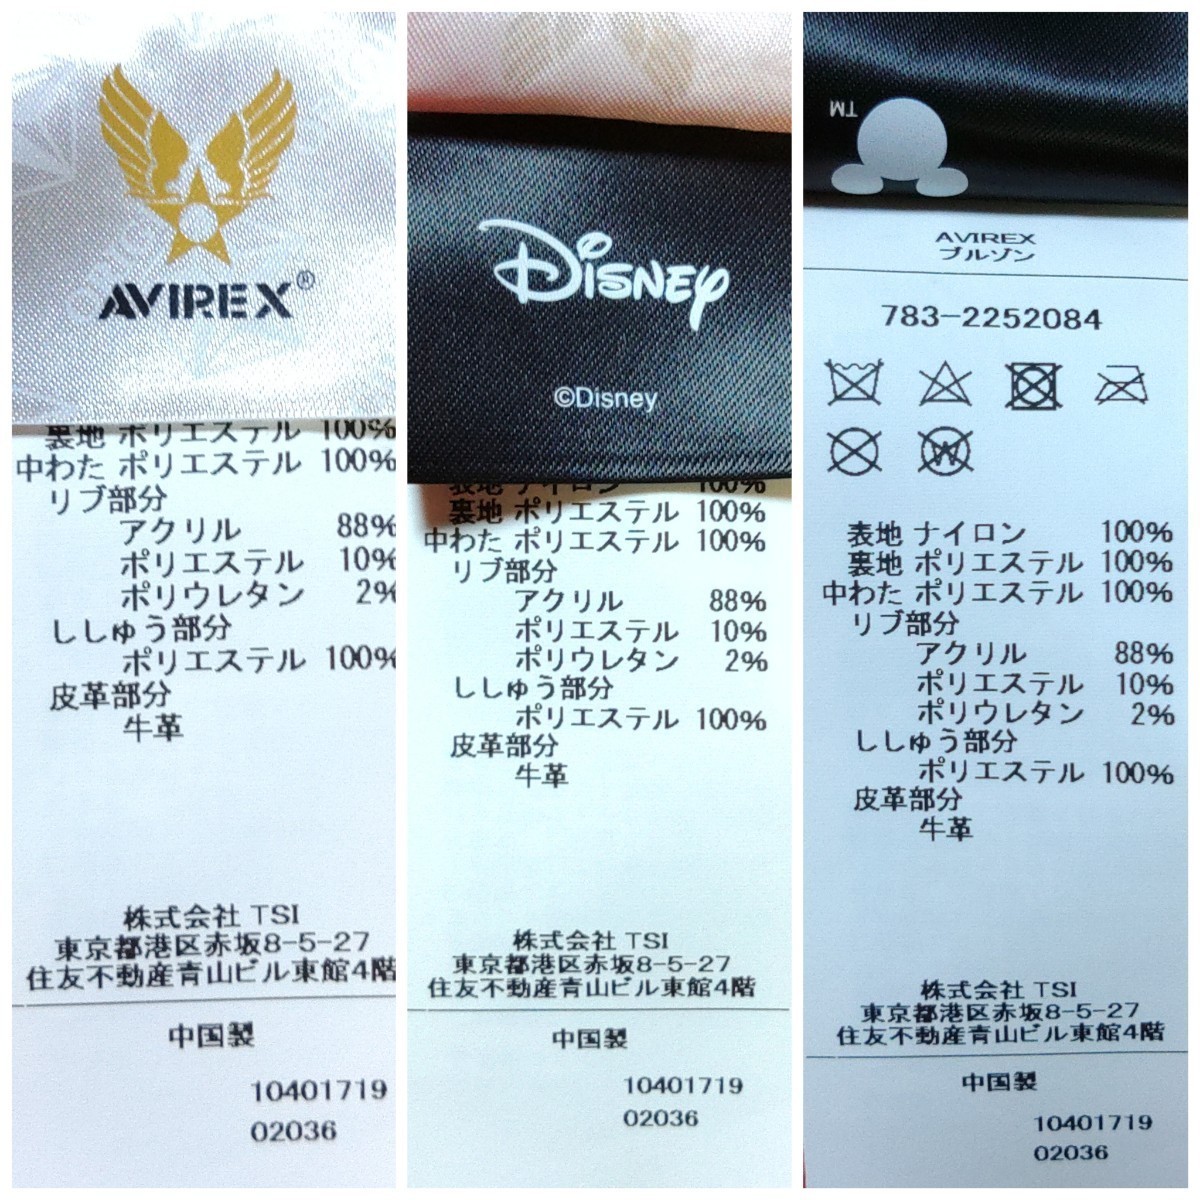 AVIREX®
裏地 ポリエステル 100%
中わた ポリエステル 100%
リブ部分
アクリル 88%
ポリエステル 10%
ポリウレタン 2%
ししゅう部分
ポリエステル 100%
皮革部分
牛革
株式会社 TSI
東京都港区赤坂8-5-27
住友不動産青山ビル東館4階
中国製
10401719
02036
Disney
©Disney
表地 ナイロン 100%
裏地 ポリエステル 100%
中わた ポリエステル 100%
リブ部分
アクリル 88%
ポリエステル 10%
ポリウレタン 2%
ししゅう部分
ポリエステル 100%
皮革部分
牛革
株式会社 TSI
東京都港区赤坂8-5-27
住友不動産青山ビル東館4階
中国製
10401719
02036
TM
AVIREX
ブルゾン
783-2252084
W
表地 ナイロン 100%
裏地 ポリエステル 100%
中わた ポリエステル 100%
リブ部分
アクリル 88%
ポリエステル 10%
ポリウレタン 2%
ししゅう部分
ポリエステル 100%
皮革部分
牛革
株式会社 TSI
東京都港区赤坂8-5-27
住友不動産青山ビル東館4階
中国製
10401719
02036